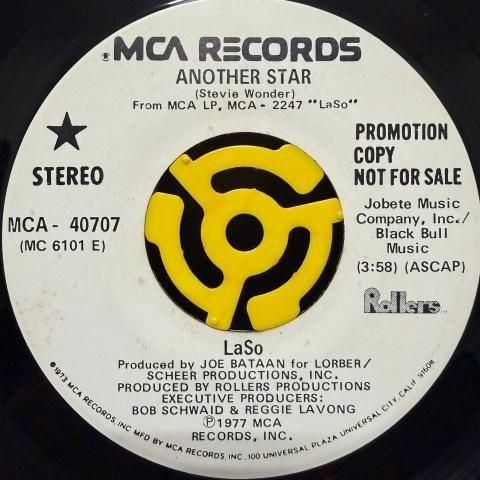 MCA RECORDS
ANOTHER STAR
(Stevie Wonder)
From MCA LP, MCA - 2247 "LaSo"
STEREO
MCA - 40707
(MC 6101 E)
PROMOTION
COPY
NOT FOR SALE
Jobete Music
Company, Inc./
Black Bull
Music
(3:58) (ASCAP)
Rollers
LaSo
Produced by JOE BATAAN for LORBER/
SCHEER PRODUCTIONS, INC.
PRODUCED BY ROLLERS PRODUCTIONS
EXECUTIVE PRODUCERS:
BOB SCHWAID & REGGIE LAVONG
℗1977 MCA
RECORDS, INC.
©1973 MCA RECORDS, INC. MFD BY MCA RECORDS, INC., 100 UNIVERSAL PLAZA, UNIVERSAL CITY, CALIF. 91608